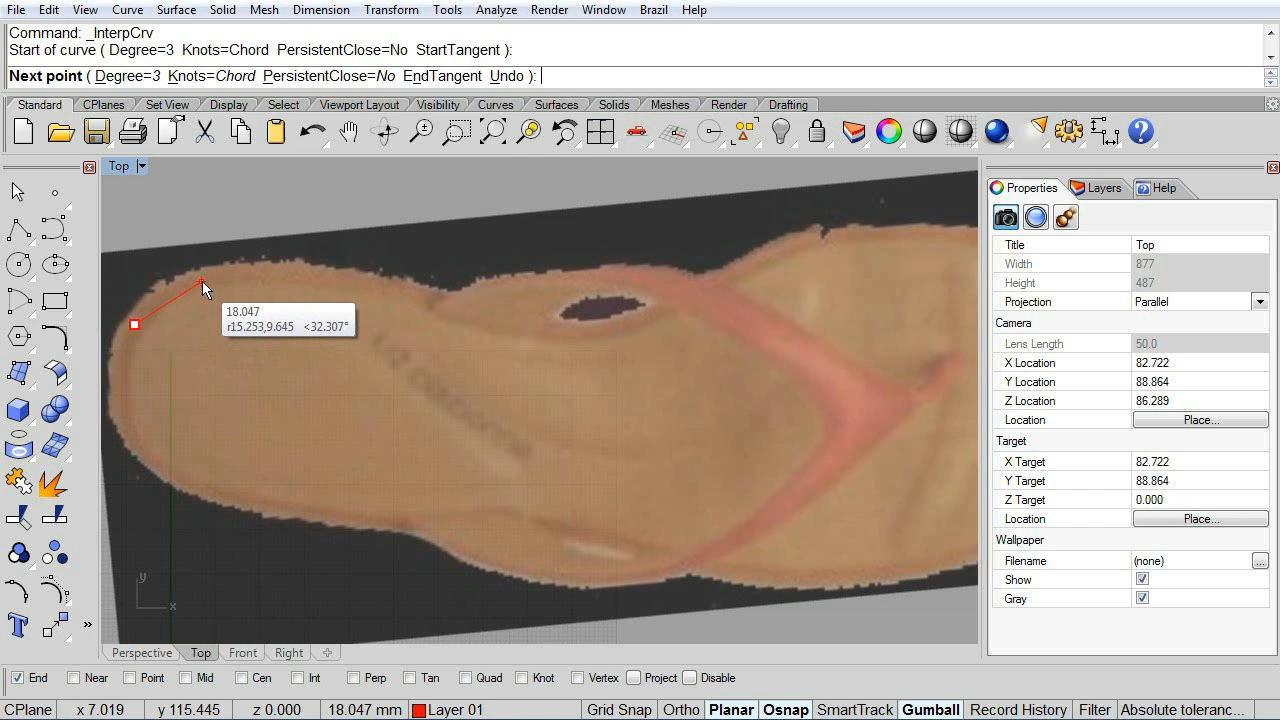 File Edit View Curve Surface Solid Mesh Dimension Transform Tools Analyze Render Window Brazil Help
Command: _InterpCrv
Start of curve ( Degree=3 Knots=Chord PersistentClose=No StartTangent ):
Next point ( Degree=3 Knots=Chord PersistentClose=No EndTangent Undo ):
Standard CPlanes Set View Display Select Viewport Layout Visibility Curves Surfaces Solids Meshes Render Drafting
Top
Properties Layers Help
Title Top
Width 877
Height 487
Projection Parallel
Camera
Lens Length 50.0
X Location 82.722
Y Location 88.864
Z Location 86.289
Location Place...
Target
X Target 82.722
Y Target 88.864
Z Target 0.000
Location Place...
Wallpaper
Filename (none) ...
Show
Gray
18.047
r15.253,9.645 <32.307°
y
x
T
»
Perspective Top Front Right
End Near Point Mid Cen Int Perp Tan Quad Knot Vertex Project Disable
CPlane x 7.019 y 115.445 z 0.000 18.047 mm Layer 01 Grid Snap Ortho Planar Osnap SmartTrack Gumball Record History Filter Absolute toleranc...